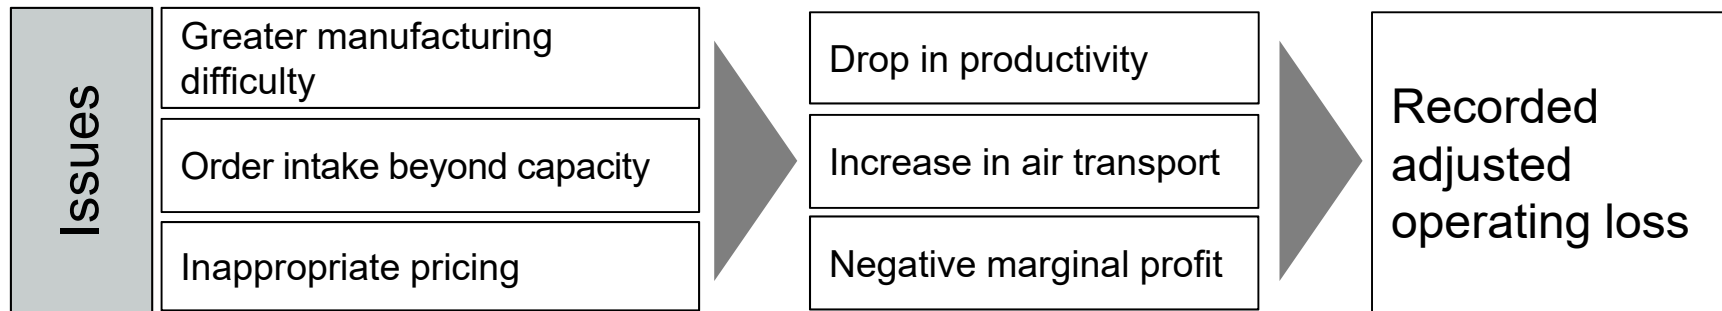 Issues
Greater manufacturing
difficulty
Order intake beyond capacity
Inappropriate pricing
Drop in productivity
Increase in air transport
Negative marginal profit
Recorded
adjusted
operating loss